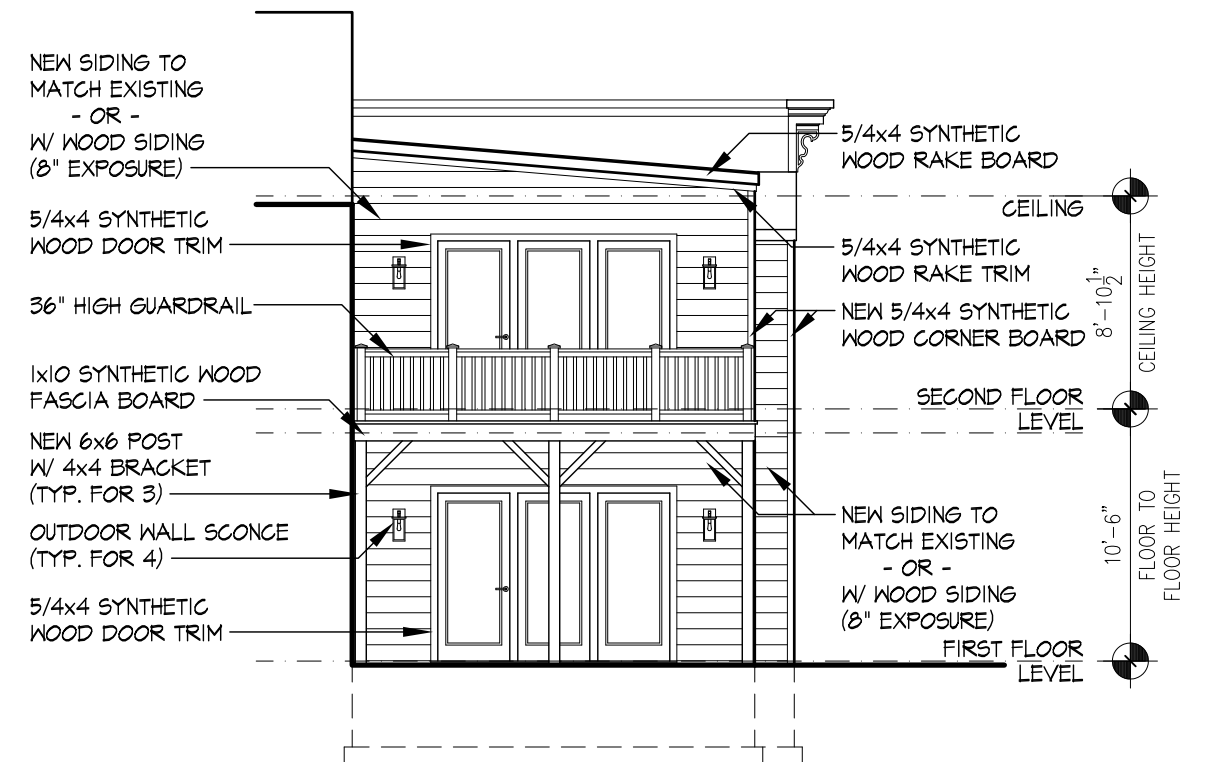 NEW SIDING TO
MATCH EXISTING
- OR -
W/ WOOD SIDING
(8" EXPOSURE)
5/4x4 SYNTHETIC
WOOD DOOR TRIM
36" HIGH GUARDRAIL
1x10 SYNTHETIC WOOD
FASCIA BOARD
NEW 6x6 POST
W/ 4x4 BRACKET
(TYP. FOR 3)
OUTDOOR WALL SCONCE
(TYP. FOR 4)
5/4x4 SYNTHETIC
WOOD DOOR TRIM
5/4x4 SYNTHETIC
WOOD RAKE BOARD
CEILING
5/4x4 SYNTHETIC
WOOD RAKE TRIM
NEW 5/4x4 SYNTHETIC
WOOD CORNER BOARD
SECOND FLOOR
LEVEL
NEW SIDING TO
MATCH EXISTING
- OR -
W/ WOOD SIDING
(8" EXPOSURE)
FIRST FLOOR
LEVEL
8'-10 1/2"
CEILING HEIGHT
10'-6"
FLOOR TO
FLOOR HEIGHT